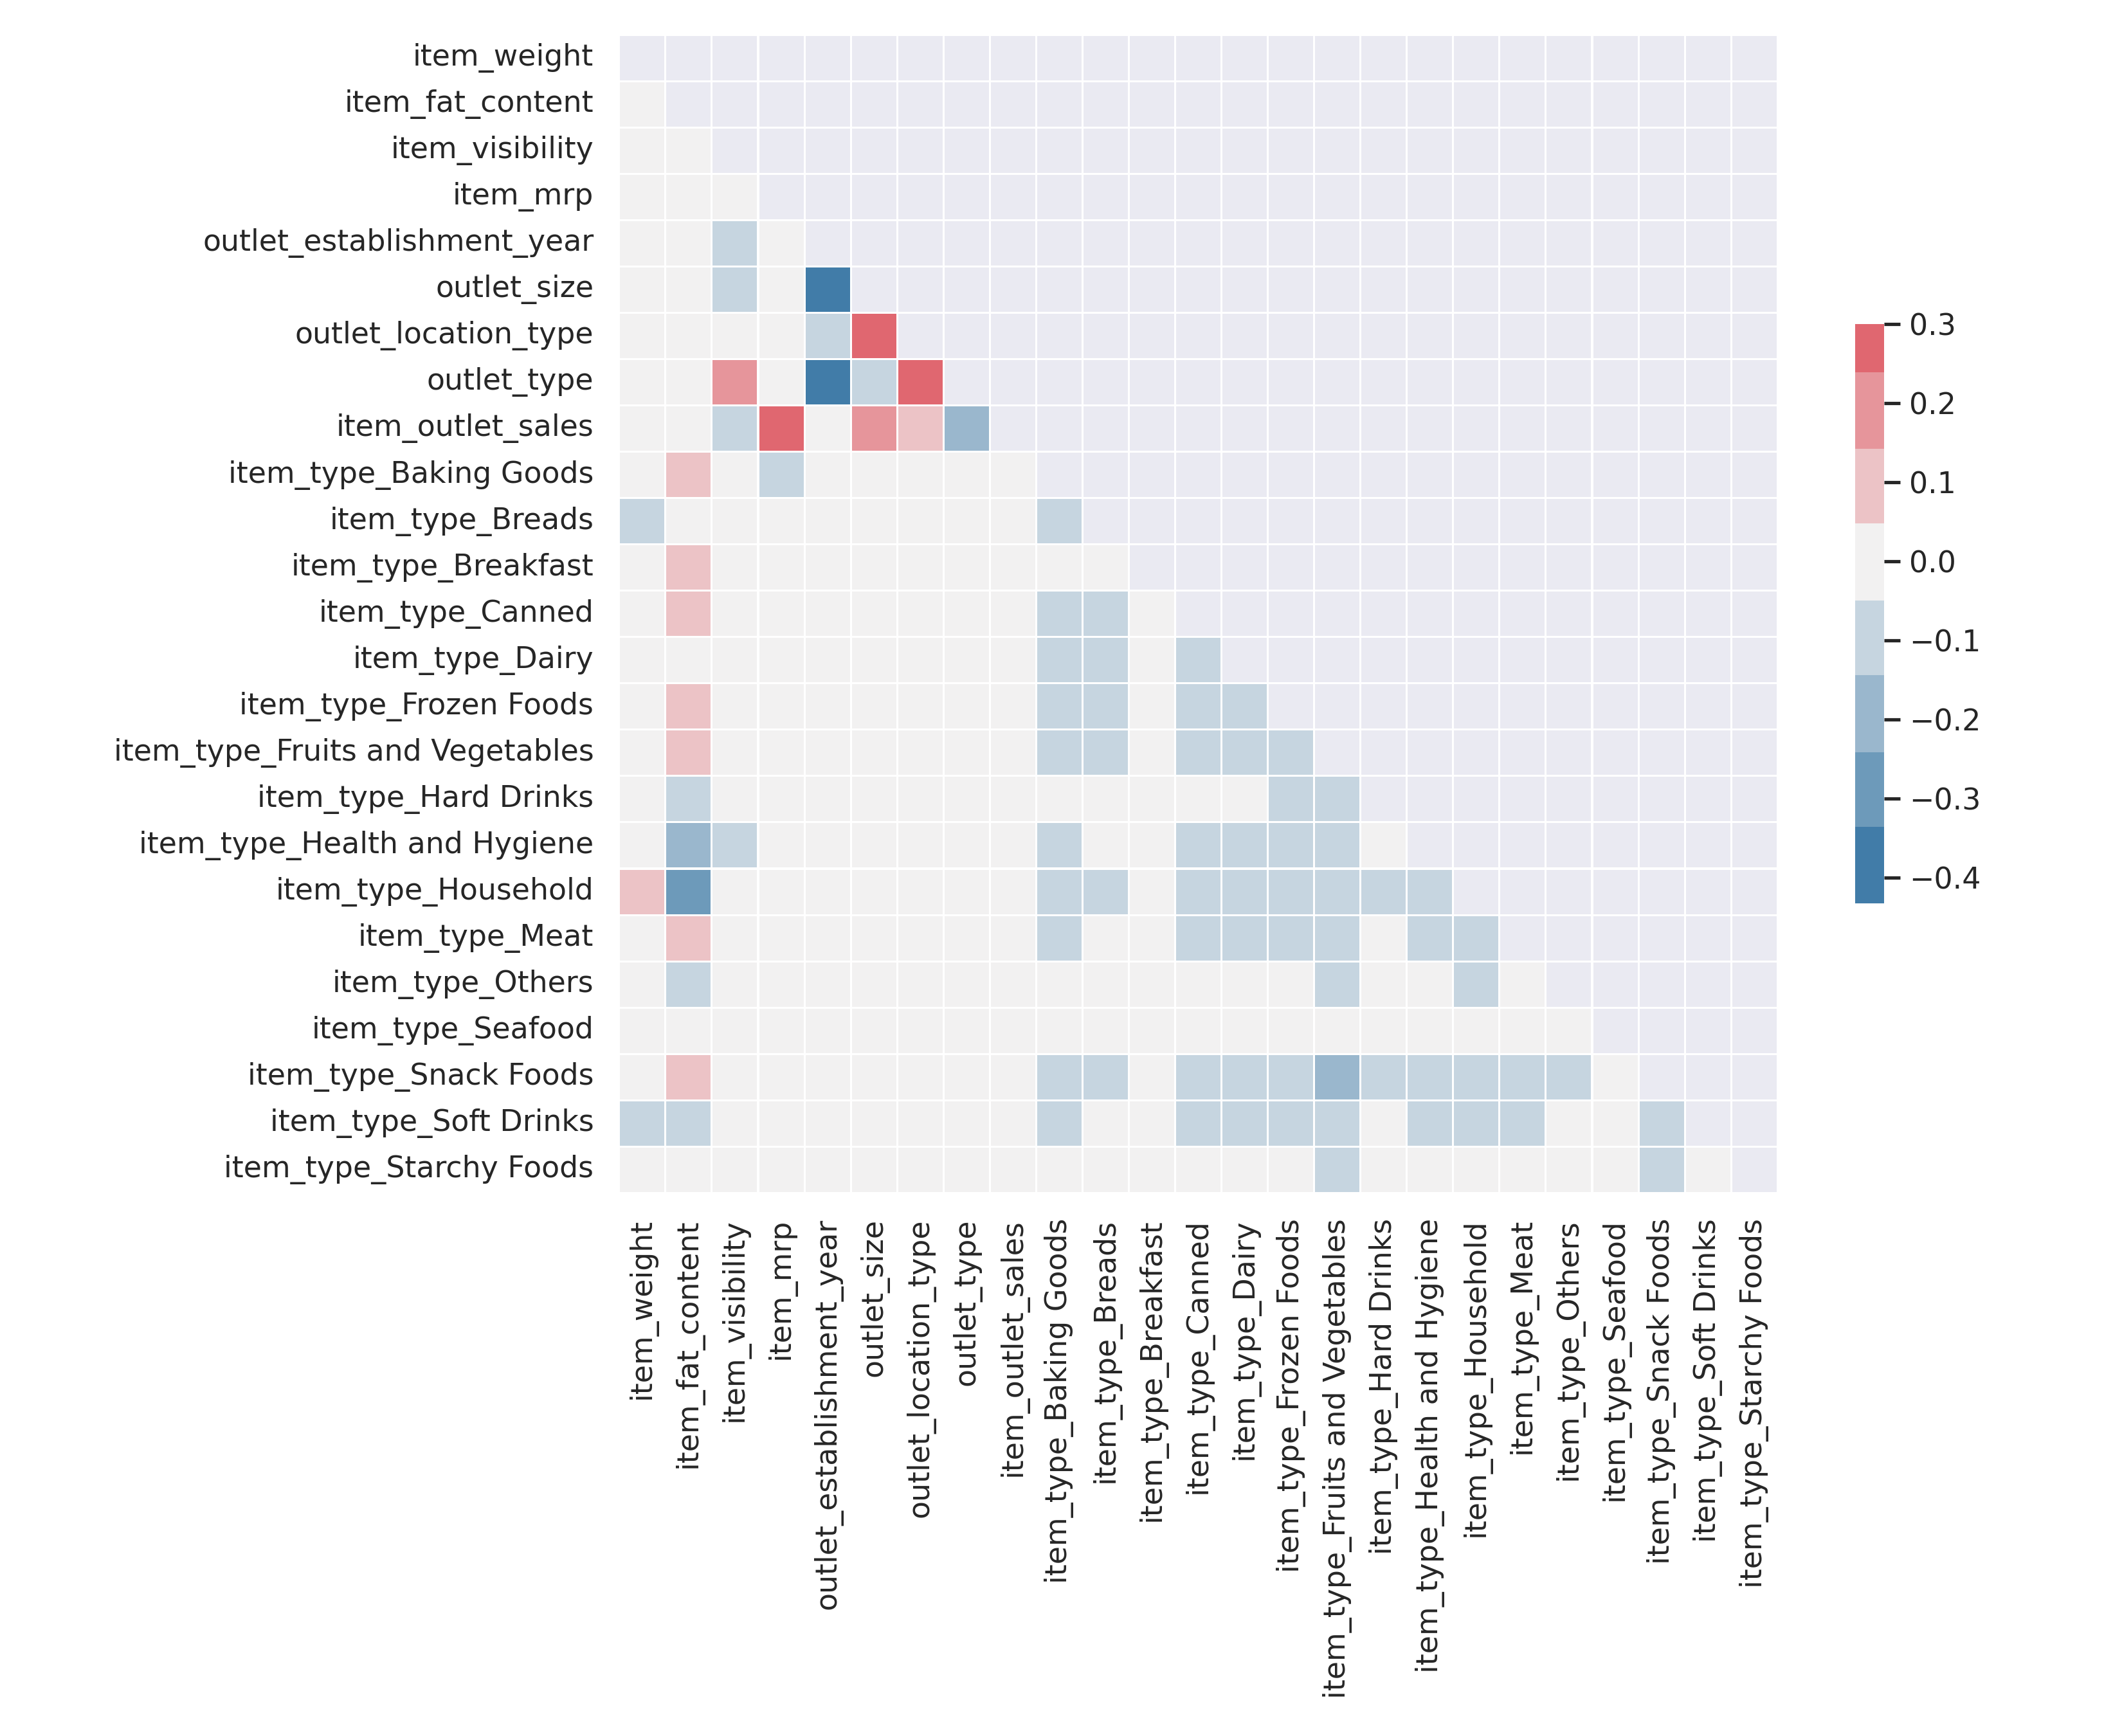 item_weight
item_fat_content
item_visibility
item_mrp
outlet_establishment_year
outlet_size
outlet_location_type
outlet_type
item_outlet_sales
item_type_Baking Goods
item_type_Breads
item_type_Breakfast
item_type_Canned
item_type_Dairy
item_type_Frozen Foods
item_type_Fruits and Vegetables
item_type_Hard Drinks
item_type_Health and Hygiene
item_type_Household
item_type_Meat
item_type_Others
item_type_Seafood
item_type_Snack Foods
item_type_Soft Drinks
item_type_Starchy Foods
item_weight
item_fat_content
item_visibility
item_mrp
outlet_establishment_year
outlet_size
outlet_location_type
outlet_type
item_outlet_sales
item_type_Baking Goods
item_type_Breads
item_type_Breakfast
item_type_Canned
item_type_Dairy
item_type_Frozen Foods
item_type_Fruits and Vegetables
item_type_Hard Drinks
item_type_Health and Hygiene
item_type_Household
item_type_Meat
item_type_Others
item_type_Seafood
item_type_Snack Foods
item_type_Soft Drinks
item_type_Starchy Foods
0.3
0.2
0.1
0.0
−0.1
−0.2
−0.3
−0.4